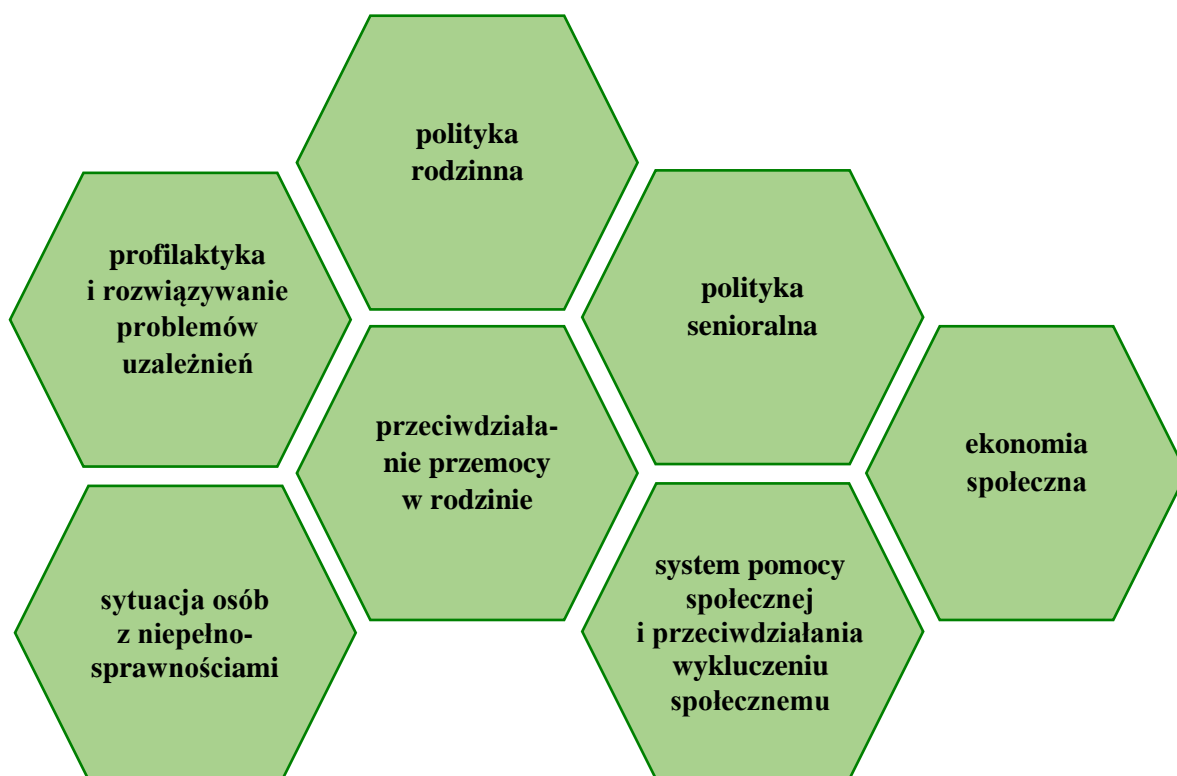 polityka
rodzinna
profilaktyka
i rozwiązywanie
problemów
uzależnień
polityka
senioralna
przeciwdziała-
nie przemocy
w rodzinie
ekonomia
społeczna
sytuacja osób
z niepełno-
sprawnościami
system pomocy
społecznej
i przeciwdziałania
wykluczeniu
społecznemu